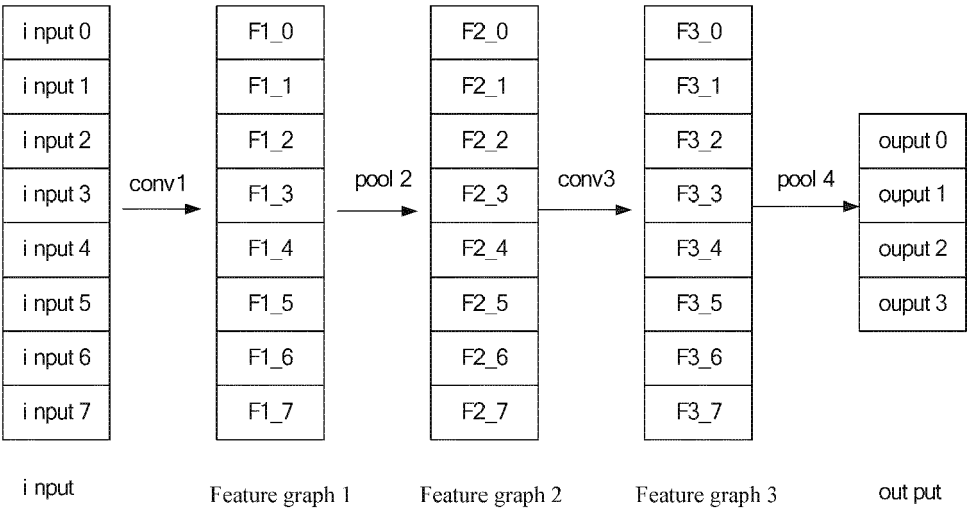 i nput 0
i nput 1
i nput 2
i nput 3
i nput 4
i nput 5
i nput 6
i nput 7
i nput
conv1
F1_0
F1_1
F1_2
F1_3
F1_4
F1_5
F1_6
F1_7
Feature graph 1
pool 2
F2_0
F2_1
F2_2
F2_3
F2_4
F2_5
F2_6
F2_7
Feature graph 2
conv3
F3_0
F3_1
F3_2
F3_3
F3_4
F3_5
F3_6
F3_7
Feature graph 3
pool 4
ouput 0
ouput 1
ouput 2
ouput 3
out put